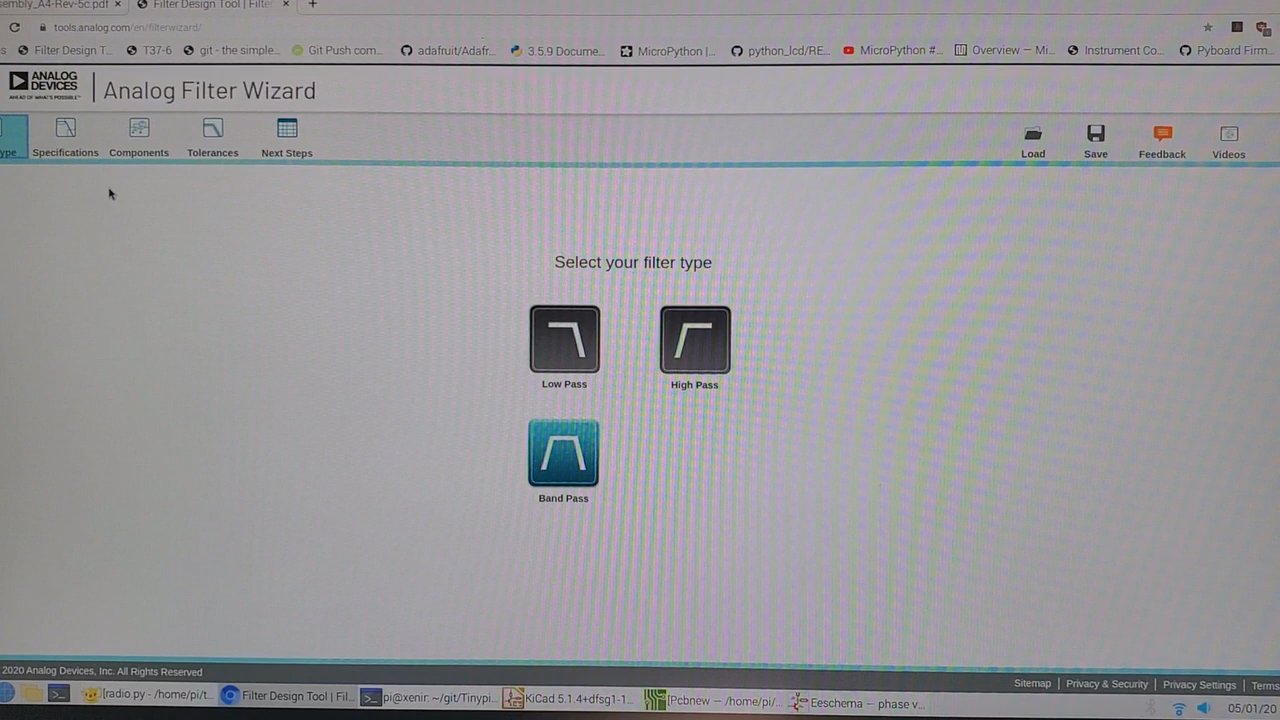 sembly_A4-Rev-5c.pdf × Filter Design Tool | Filter × +
tools.analog.com/en/filterwizard/
s Filter Design T... T37-6 git - the simple... Git Push com... adafruit/Adafr... 3.5.9 Docume... MicroPython |... python_lcd/RE... MicroPython #... Overview — Mi... Instrument Co... Pyboard Firm...
ANALOG
DEVICES
AHEAD OF WHAT'S POSSIBLE™
Analog Filter Wizard
ype Specifications Components Tolerances Next Steps Load Save Feedback Videos
Select your filter type
Low Pass High Pass
Band Pass
2020 Analog Devices, Inc. All Rights Reserved
Sitemap | Privacy & Security | Privacy Settings | Terms
[radio.py - /home/pi/t... Filter Design Tool | Fil... pi@xenir: ~/git/Tinypi... KiCad 5.1.4+dfsg1-1... [Pcbnew — /home/pi/... Eeschema — phase v... 05/01/20